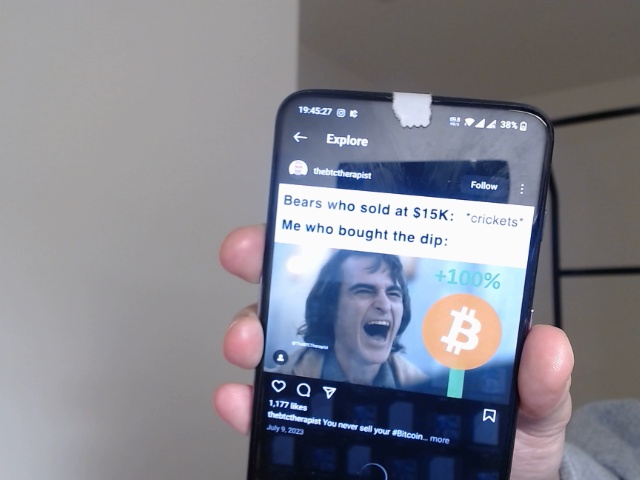 19:45:27
38%
Explore
thebtctherapist
Follow
Bears who sold at $15K: *crickets*
Me who bought the dip:
+100%
@TheBTCTherapist
1,177 likes
thebtctherapist You never sell your #Bitcoin... more
July 9, 2023